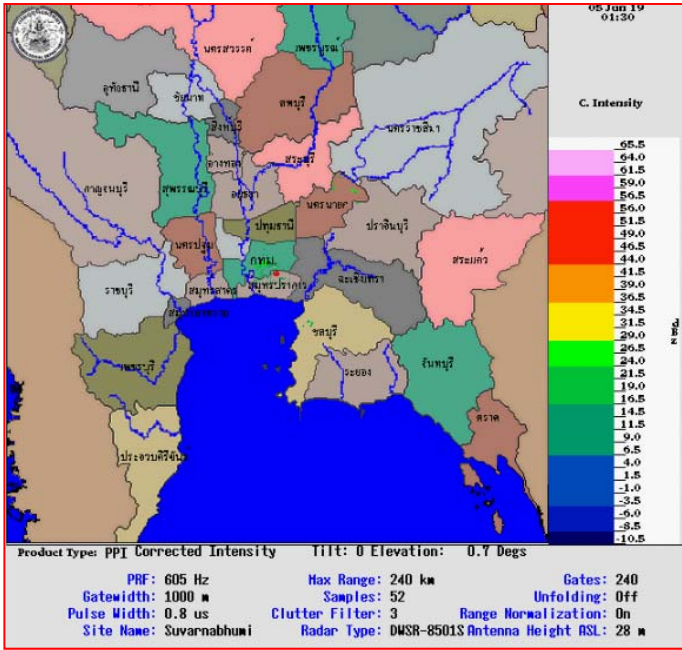 05 Jun 19
01:30
นครสวรรค์
เพชรบูรณ์
อุทัยธานี
ชัยนาท
ลพบุรี
C. Intensity
สิงห์บุรี
นครราชสีมา
อ่างทอง
สระบุรี
กาญจนบุรี
สุพรรณบุรี
อยุธยา
นครนายก
ปทุมธานี
ปราจีนบุรี
นครปฐม
กทม.
สระแก้ว
ราชบุรี
สมุทรสาคร
สมุทรปราการ
ฉะเชิงเทรา
ชลบุรี
เพชรบุรี
ระยอง
จันทบุรี
ตราด
ประจวบคีรีขันธ์
65.5
64.0
61.5
59.0
56.5
56.0
51.5
49.0
46.5
44.0
41.5
39.0
36.5
34.5
31.5
29.0
26.5
24.0
21.5
19.0
16.5
14.5
11.5
9.0
6.5
4.0
1.5
-1.0
-3.5
-6.0
-8.5
-10.5
Product Type: PPI Corrected Intensity Tilt: 0 Elevation: 0.7 Degs
PRF: 605 Hz Max Range: 240 km Gates: 240
Gatewidth: 1000 m Samples: 52 Unfolding: Off
Pulse Width: 0.8 us Clutter Filter: 3 Range Normalization: On
Site Name: Suvarnabhumi Radar Type: DWSR-8501S Antenna Height ASL: 28 m